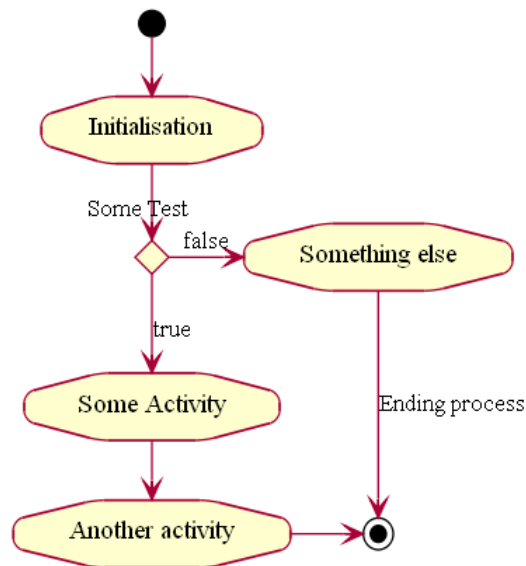 Initialisation
Some Test
false
Something else
true
Some Activity
Ending process
Another activity